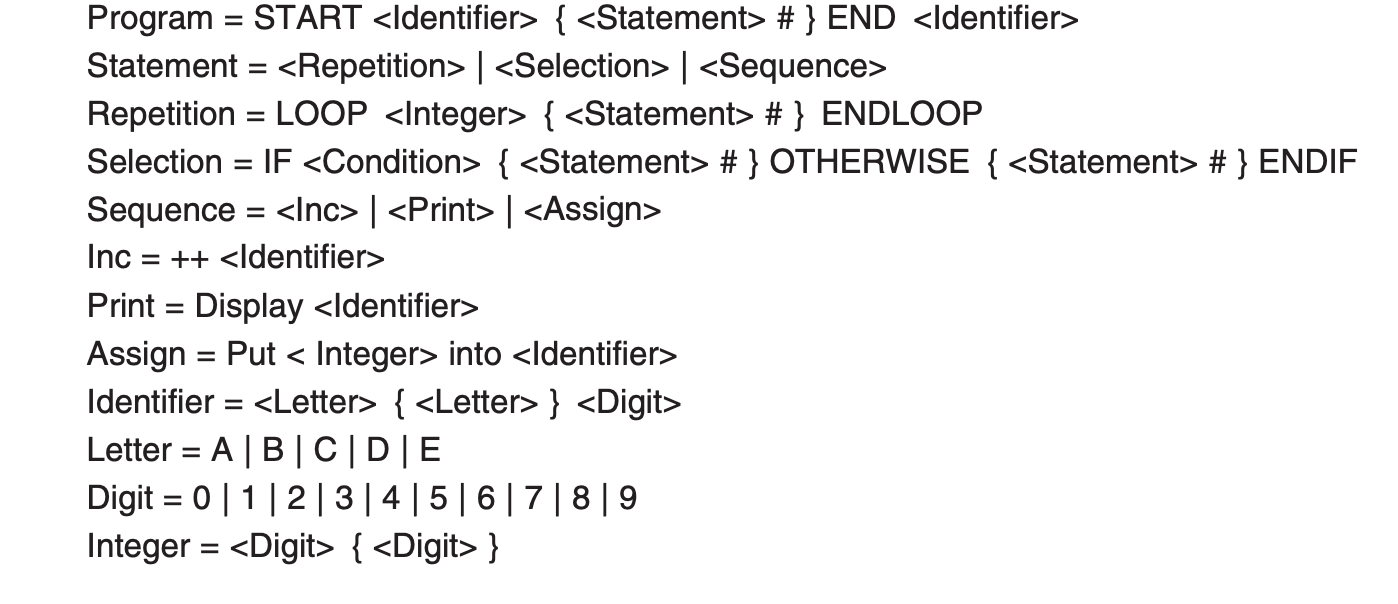 Program = START <Identifier> { <Statement> # } END <Identifier>
Statement = <Repetition> | <Selection> | <Sequence>
Repetition = LOOP <Integer> { <Statement> # } ENDLOOP
Selection = IF <Condition> { <Statement> # } OTHERWISE { <Statement> # } ENDIF
Sequence = <Inc> | <Print> | <Assign>
Inc = ++ <Identifier>
Print = Display <Identifier>
Assign = Put < Integer> into <Identifier>
Identifier = <Letter> { <Letter> } <Digit>
Letter = A | B | C | D | E
Digit = 0 | 1 | 2 | 3 | 4 | 5 | 6 | 7 | 8 | 9
Integer = <Digit> { <Digit> }